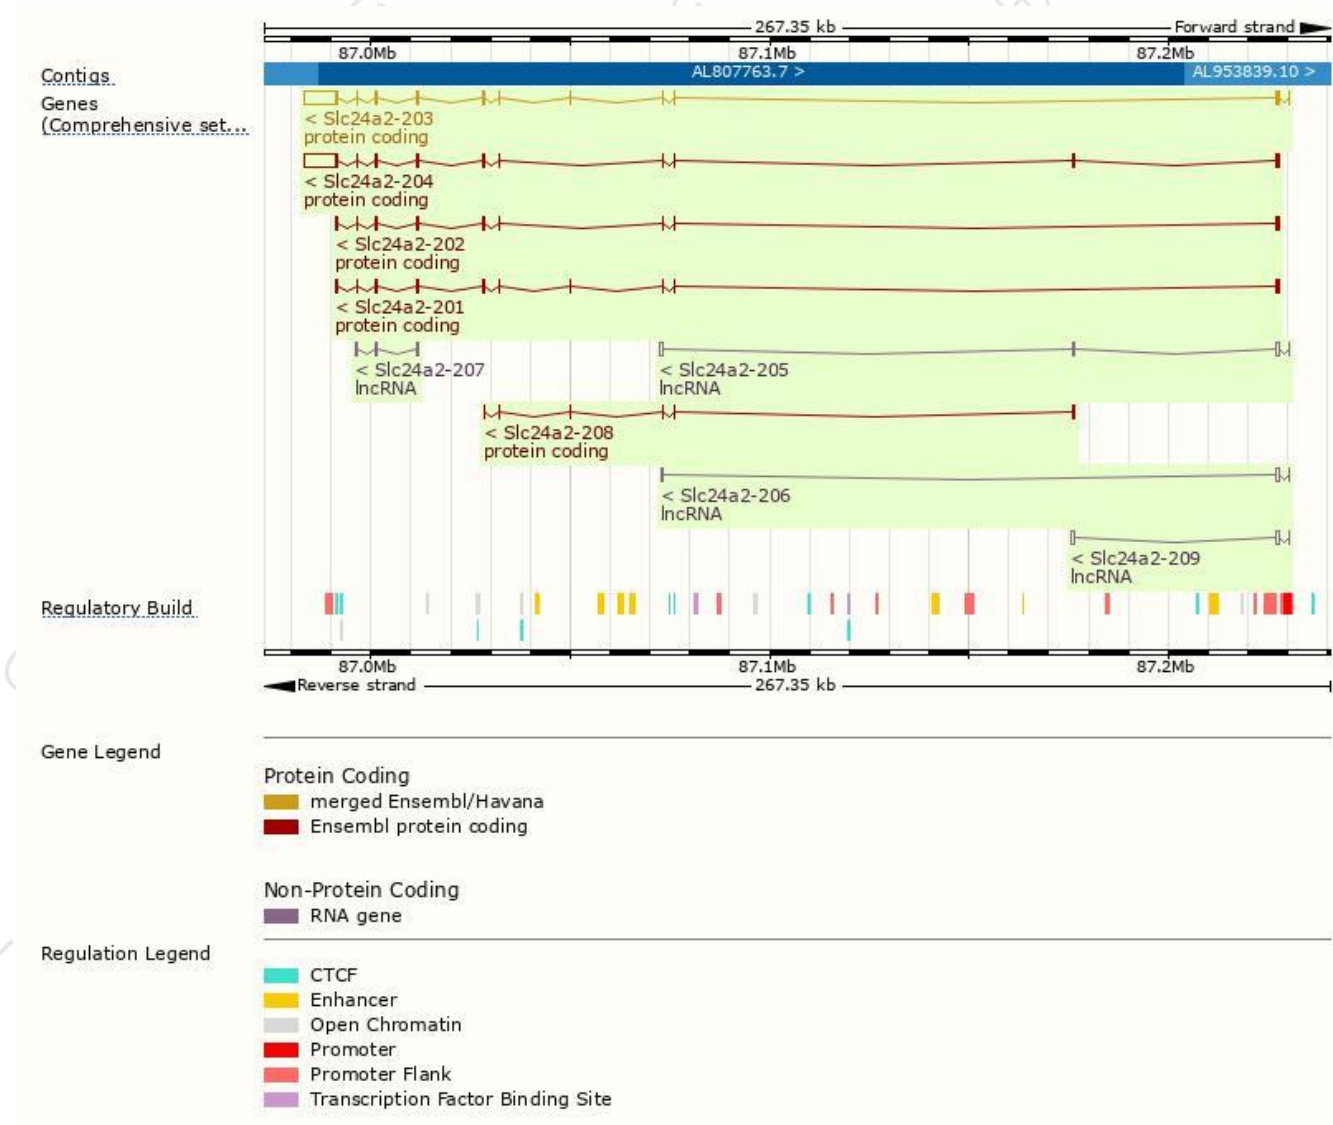 267.35 kb Forward strand
87.0Mb 87.1Mb 87.2Mb
Contigs AL807763.7 > AL953839.10 >
Genes
(Comprehensive set...
< Slc24a2-203
protein coding
< Slc24a2-204
protein coding
< Slc24a2-202
protein coding
< Slc24a2-201
protein coding
< Slc24a2-207 < Slc24a2-205
lncRNA lncRNA
< Slc24a2-208
protein coding
< Slc24a2-206
lncRNA
< Slc24a2-209
lncRNA
Regulatory Build
87.0Mb 87.1Mb 87.2Mb
Reverse strand 267.35 kb
Gene Legend
Protein Coding
merged Ensembl/Havana
Ensembl protein coding
Non-Protein Coding
RNA gene
Regulation Legend
CTCF
Enhancer
Open Chromatin
Promoter
Promoter Flank
Transcription Factor Binding Site